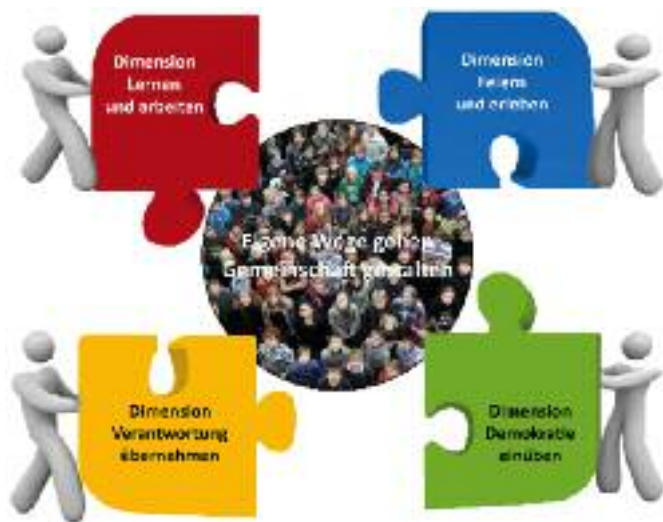 Dimension
Lernen
und arbeiten
Dimension
Feiern
und erleben
Eigene Wege gehen
Gemeinschaft gestalten
Dimension
Verantwortung
übernehmen
Dimension
Demokratie
einüben